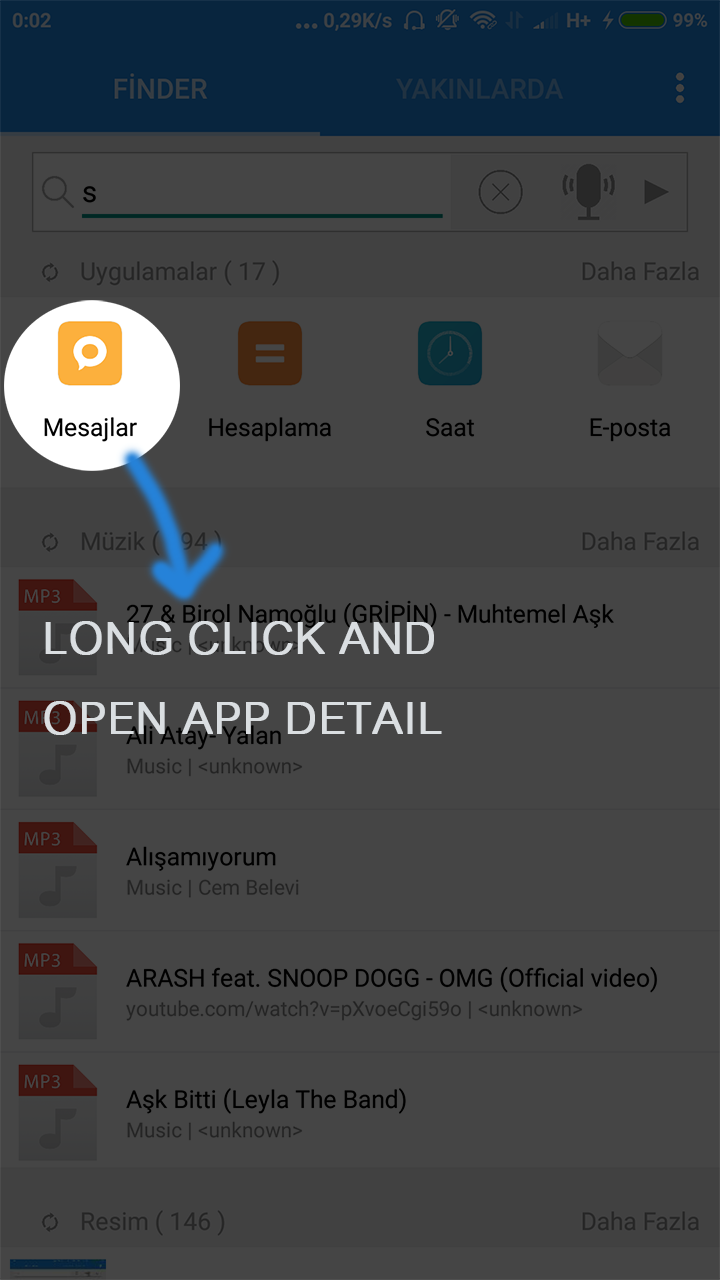 0:02 ... 0,29K/s H+ 99%
FİNDER YAKINLARDA
s
Uygulamalar ( 17 ) Daha Fazla
Mesajlar Hesaplama Saat E-posta
Müzik ( 94 ) Daha Fazla
MP3
27 & Birol Namoğlu (GRİPİN) - Muhtemel Aşk
Music | <unknown>
LONG CLICK AND
OPEN APP DETAIL
MP3
Ali Atay- Yalan
Music | <unknown>
MP3
Alışamıyorum
Music | Cem Belevi
MP3
ARASH feat. SNOOP DOGG - OMG (Official video)
youtube.com/watch?v=pXvoeCgi59o | <unknown>
MP3
Aşk Bitti (Leyla The Band)
Music | <unknown>
Resim ( 146 ) Daha Fazla